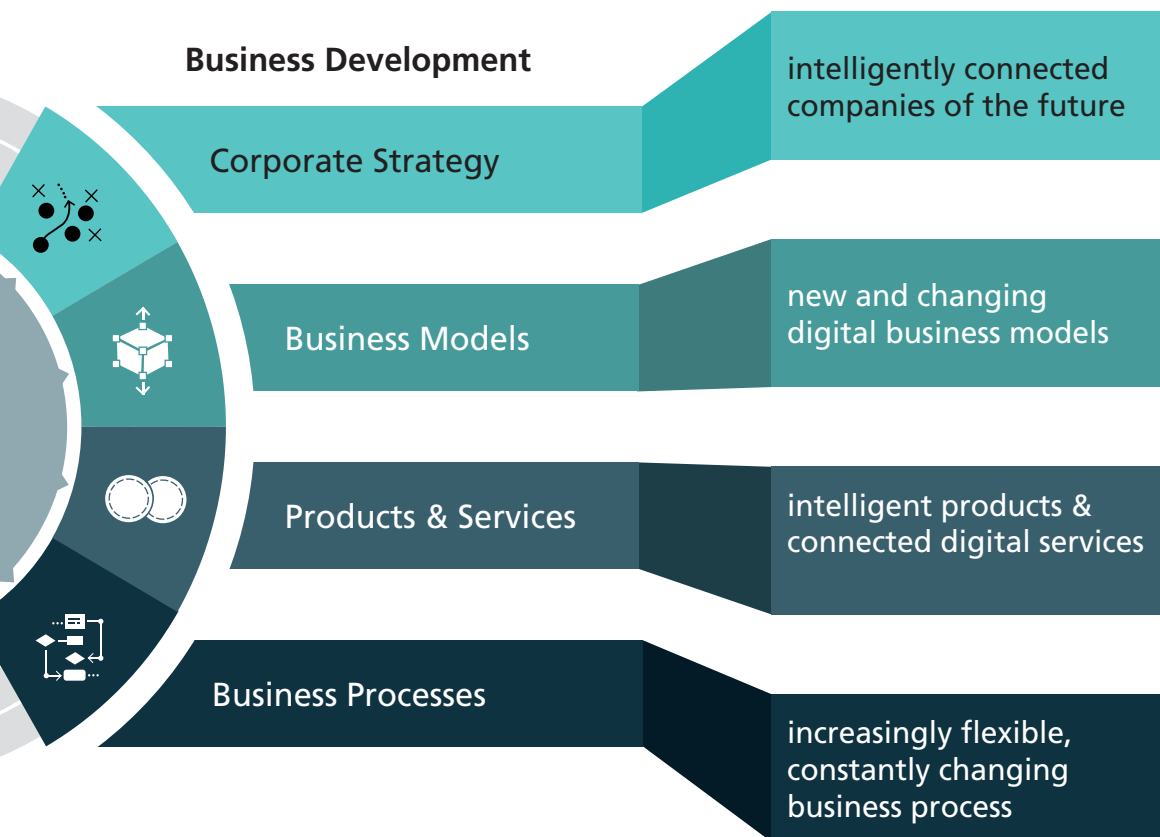 Business Development
Corporate Strategy
intelligently connected
companies of the future
Business Models
new and changing
digital business models
Products & Services
intelligent products &
connected digital services
Business Processes
increasingly flexible,
constantly changing
business process